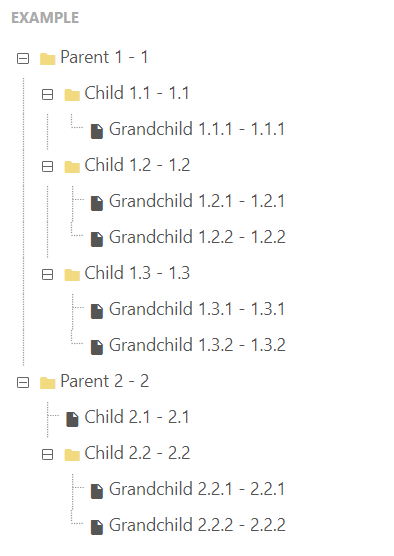 EXAMPLE
Parent 1 - 1
Child 1.1 - 1.1
Grandchild 1.1.1 - 1.1.1
Child 1.2 - 1.2
Grandchild 1.2.1 - 1.2.1
Grandchild 1.2.2 - 1.2.2
Child 1.3 - 1.3
Grandchild 1.3.1 - 1.3.1
Grandchild 1.3.2 - 1.3.2
Parent 2 - 2
Child 2.1 - 2.1
Child 2.2 - 2.2
Grandchild 2.2.1 - 2.2.1
Grandchild 2.2.2 - 2.2.2